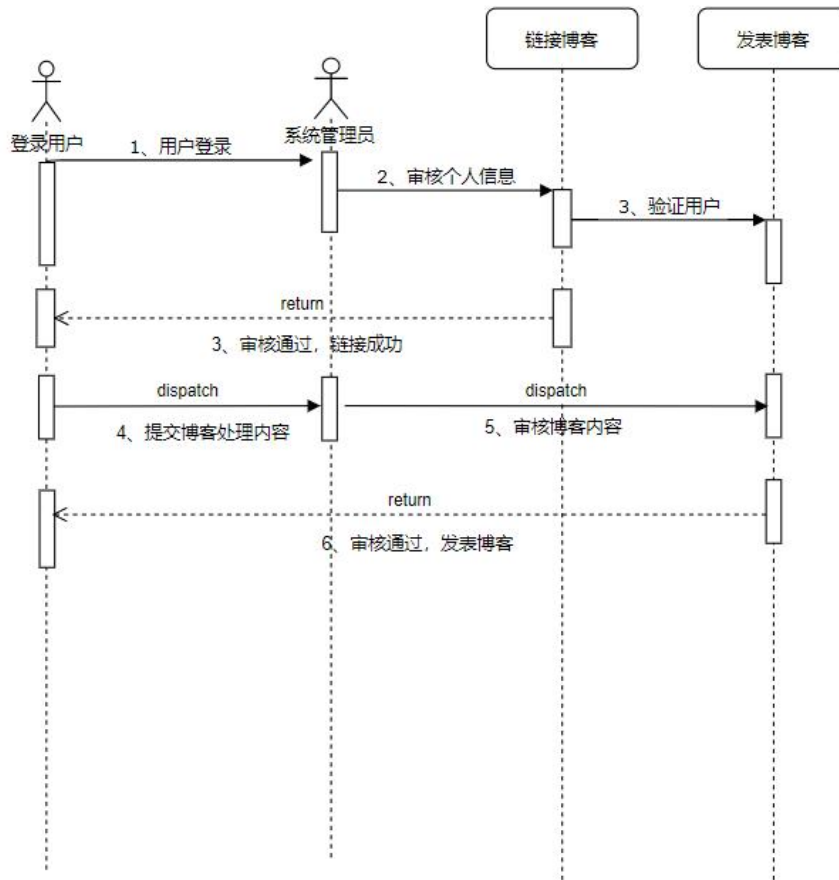 链接博客
发表博客
登录用户
系统管理员
1、用户登录
2、审核个人信息
3、验证用户
return
3、审核通过，链接成功
dispatch
dispatch
4、提交博客处理内容
5、审核博客内容
return
6、审核通过，发表博客